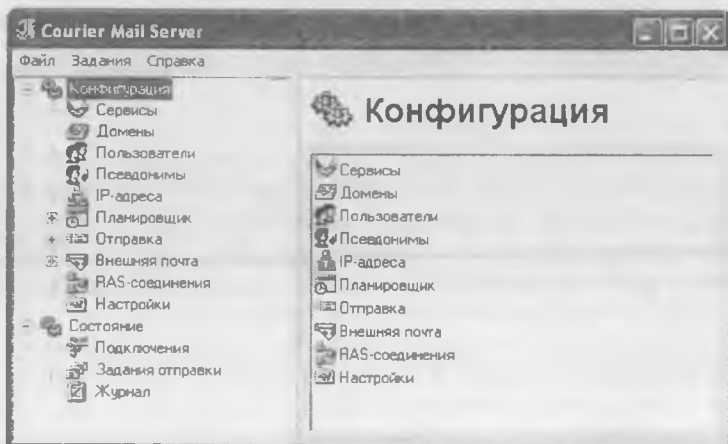 Courier Mail Server
Файл Задания Справка
Конфигурация
Сервисы
Домены
Пользователи
Псевдонимы
IP-адреса
Планировщик
Отправка
Внешняя почта
RAS-соединения
Настройки
Состояние
Подключения
Задания отправки
Журнал
Конфигурация
Сервисы
Домены
Пользователи
Псевдонимы
IP-адреса
Планировщик
Отправка
Внешняя почта
RAS-соединения
Настройки